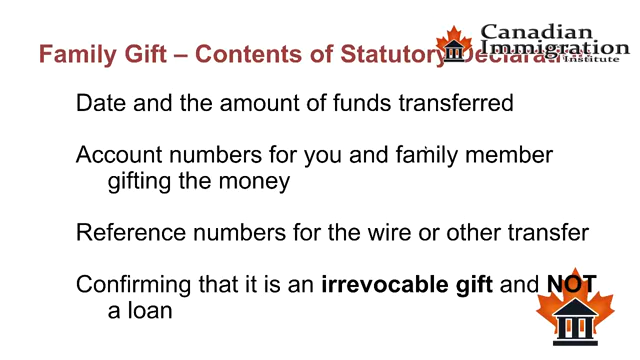 Canadian
Immigration
Institute
Family Gift – Contents of Statutory
Date and the amount of funds transferred
Account numbers for you and family member
gifting the money
Reference numbers for the wire or other transfer
Confirming that it is an irrevocable gift and NOT
a loan